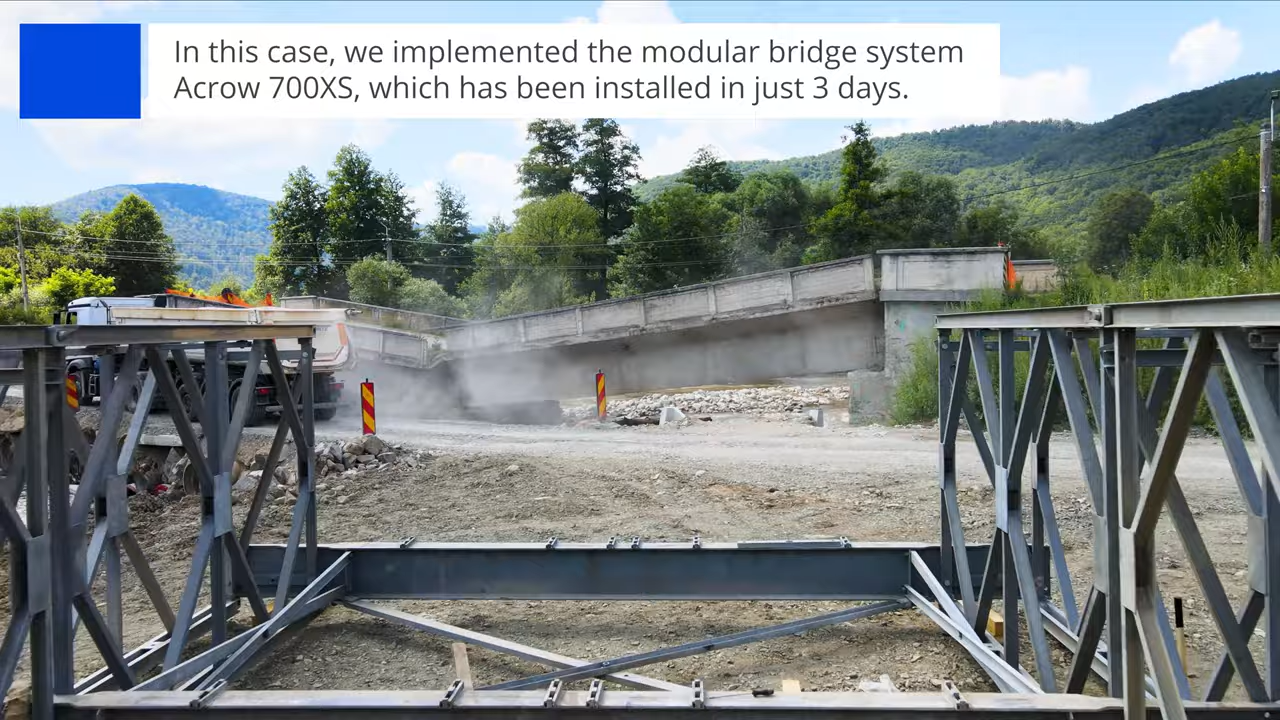 In this case, we implemented the modular bridge system
Acrow 700XS, which has been installed in just 3 days.